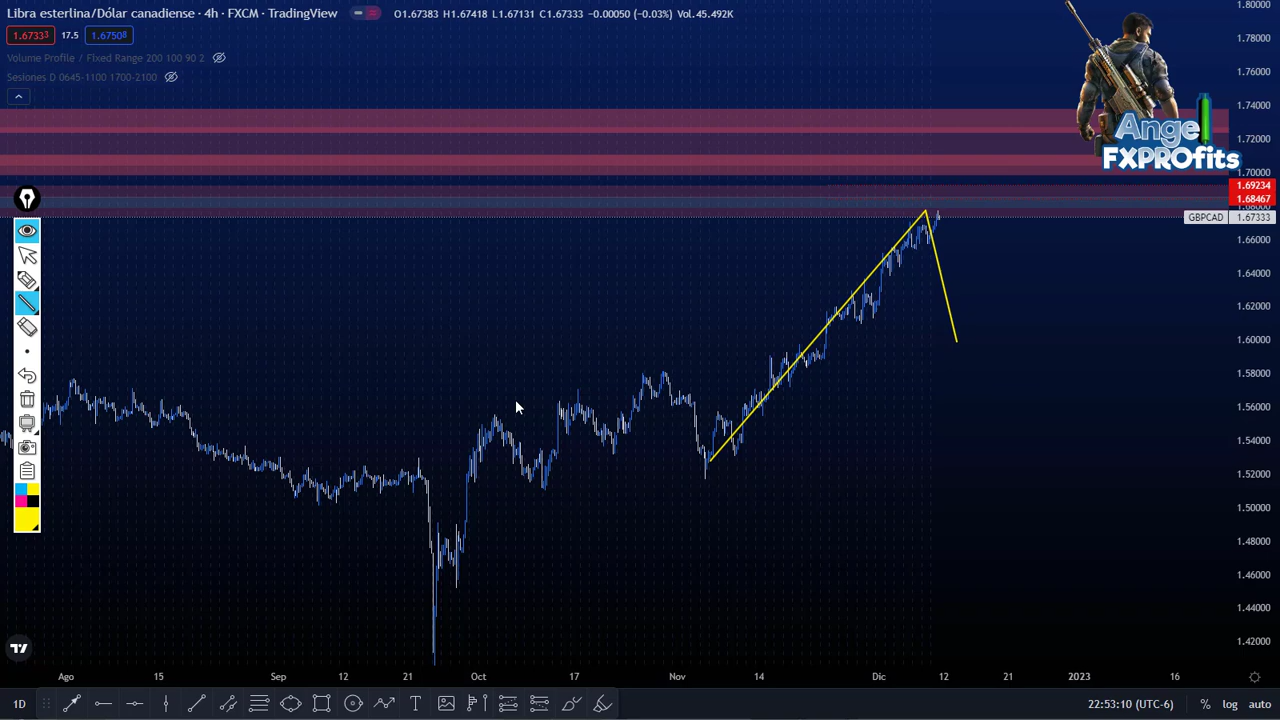 Libra esterlina/Dólar canadiense · 4h · FXCM · TradingView O1.67383 H1.67418 L1.67131 C1.67333 −0.00050 (−0.03%) Vol.45.492K
1.67333 17.5 1.67508
Volume Profile / Fixed Range 200 100 90 2
Sesiones D 0645-1100 1700-2100
Angel
FXPROfits
1.80000
1.78000
1.76000
1.74000
1.72000
1.70000
1.69234
1.68467
1.68000
GBPCAD 1.67333
1.66000
1.64000
1.62000
1.60000
1.58000
1.56000
1.54000
1.52000
1.50000
1.48000
1.46000
1.44000
1.42000
Ago 15 Sep 12 21 Oct 17 Nov 14 Dic 12 21 2023 16
1D 22:53:10 (UTC-6) % log auto